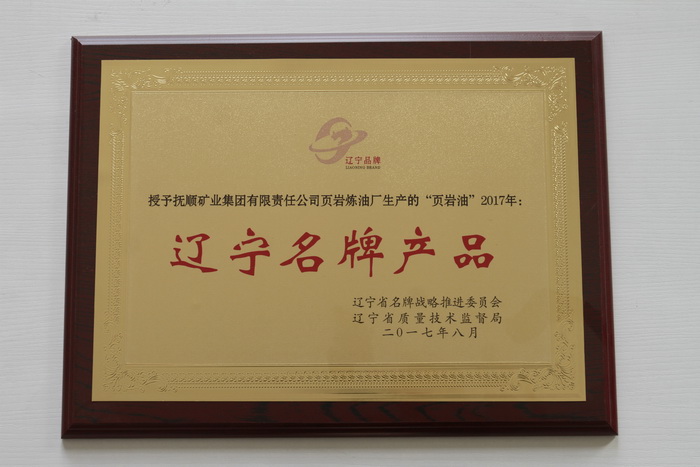 辽宁品牌
LIAONING BRAND
授予抚顺矿业集团有限责任公司页岩炼油厂生产的“页岩油”2017年：
辽宁名牌产品
辽宁省名牌战略推进委员会
辽宁省质量技术监督局
二〇一七年八月